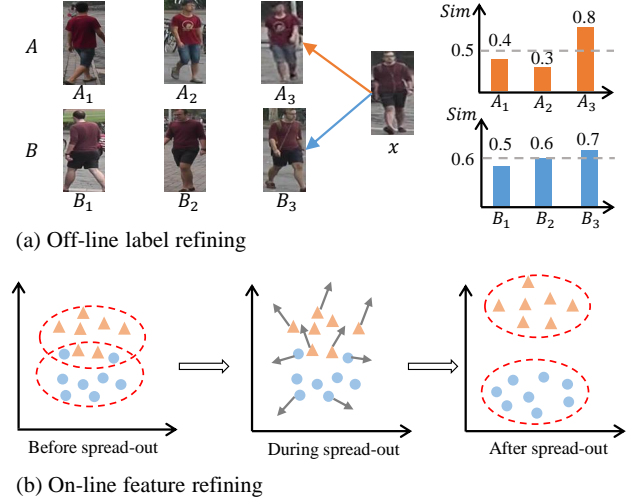 A
A₁ A₂ A₃
B
B₁ B₂ B₃
x
Sim
0.5
0.4 0.3 0.8
A₁ A₂ A₃
Sim
0.6
0.5 0.6 0.7
B₁ B₂ B₃
(a) Off-line label refining
Before spread-out During spread-out After spread-out
(b) On-line feature refining